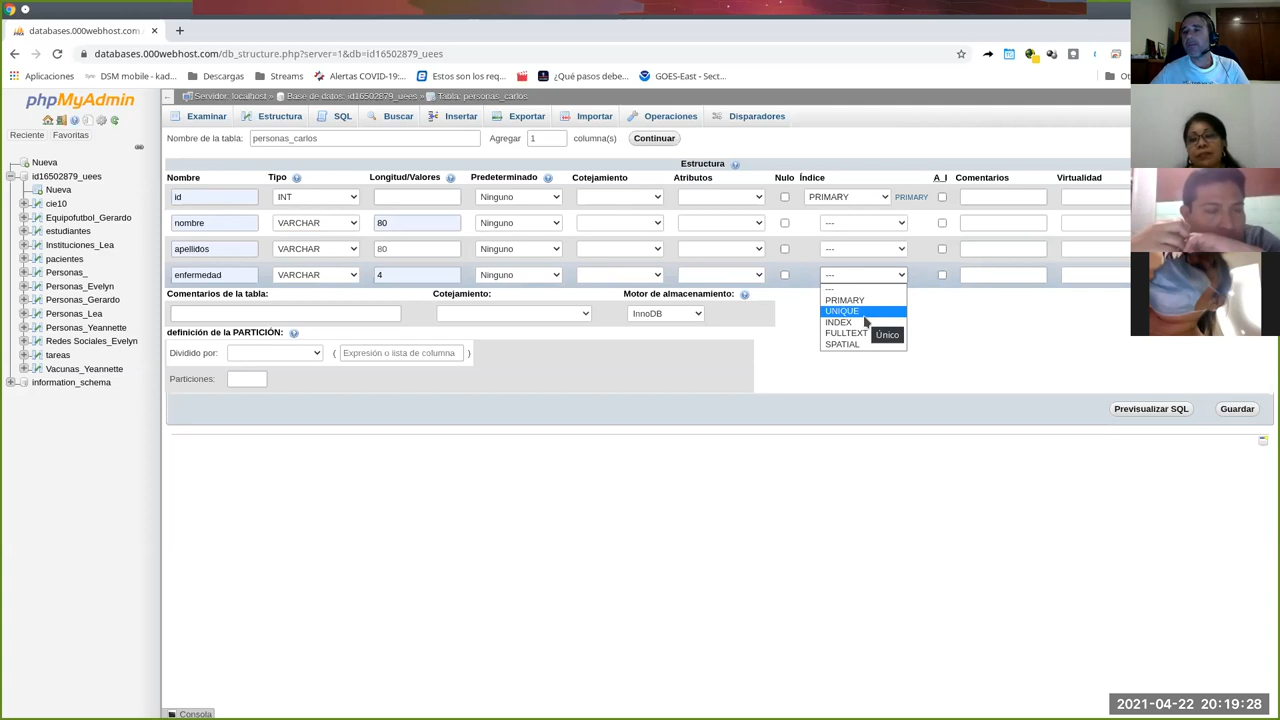 databases.000webhost.com
databases.000webhost.com/db_structure.php?server=1&db=id16502879_uees
Aplicaciones DSM mobile - kad... Descargas Streams Alertas COVID-19:... Estos son los req... ¿Qué pasos debe... GOES-East - Sect...
phpMyAdmin
Reciente Favoritas
Nueva
id16502879_uees
Nueva
cie10
Equipofutbol_Gerardo
estudiantes
Instituciones_Lea
pacientes
Personas_
Personas_Evelyn
Personas_Gerardo
Personas_Lea
Personas_Yeannette
Redes Sociales_Evelyn
tareas
Vacunas_Yeannette
information_schema
Servidor: localhost » Base de datos: id16502879_uees » Tabla: personas_carlos
Examinar Estructura SQL Buscar Insertar Exportar Importar Operaciones Disparadores
Nombre de la tabla: personas_carlos Agregar 1 columna(s) Continuar
Estructura
Nombre Tipo Longitud/Valores Predeterminado Cotejamiento Atributos Nulo Índice A_I Comentarios Virtualidad
id INT Ninguno PRIMARY PRIMARY
nombre VARCHAR 80 Ninguno ---
apellidos VARCHAR 80 Ninguno ---
enfermedad VARCHAR 4 Ninguno ---
---
PRIMARY
UNIQUE
INDEX
FULLTEXT
SPATIAL
Único
Comentarios de la tabla: Cotejamiento: Motor de almacenamiento:
InnoDB
definición de la PARTICIÓN:
Dividido por: ( Expresión o lista de columna )
Particiones:
Previsualizar SQL Guardar
Consola
2021-04-22 20:19:28